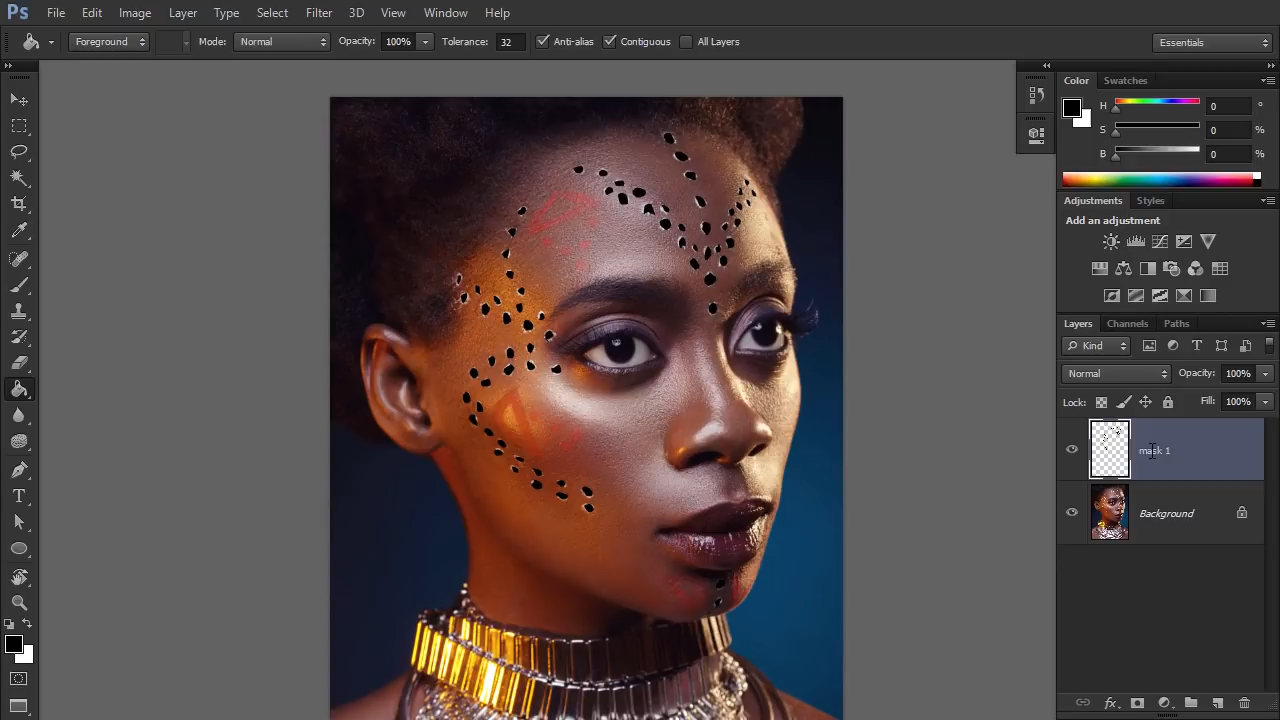 Ps File Edit Image Layer Type Select Filter 3D View Window Help
Foreground Mode: Normal Opacity: 100% Tolerance: 32 Anti-alias Contiguous All Layers Essentials
Color Swatches
H 0 °
S 0 %
B 0 %
Adjustments Styles
Add an adjustment
Layers Channels Paths
Kind
Normal Opacity: 100%
Lock: Fill: 100%
mask 1
Background
fx